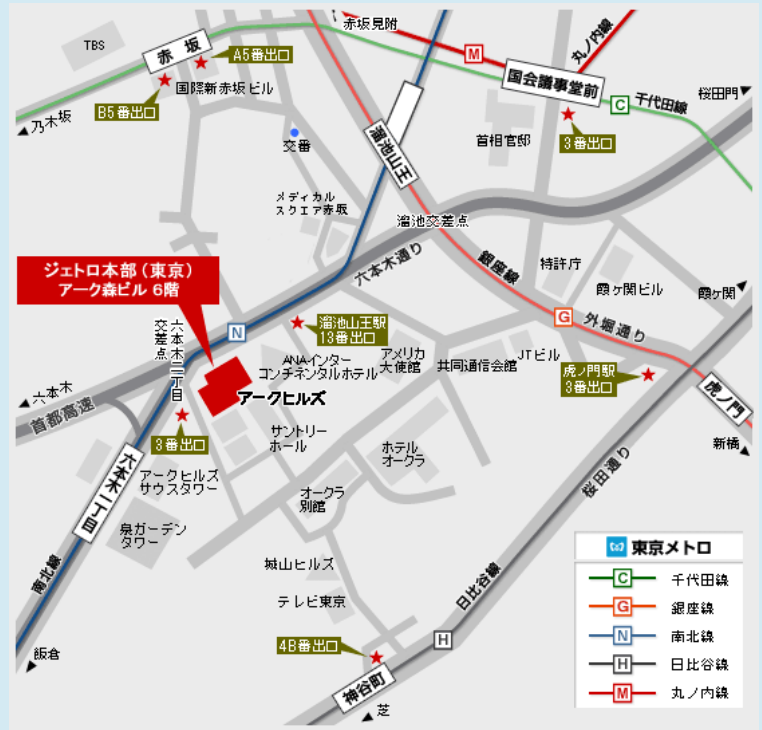 赤坂見附
TBS
赤坂
A5番出口
M
丸ノ内線
国会議事堂前
国際新赤坂ビル
B5番出口
C
千代田線
桜田門
乃木坂
交番
溜池山王
首相官邸
3番出口
メディカル
スクエア赤坂
溜池交差点
六本木通り
銀座線
特許庁
ジェトロ本部(東京)
アーク森ビル 6階
霞ヶ関ビル
霞ヶ関
六本木二丁目
交差点
N
溜池山王駅
13番出口
G
外堀通り
ANAインター
コンチネンタルホテル
アメリカ
大使館
共同通信会館
JTビル
虎ノ門駅
3番出口
六本木
首都高速
アークヒルズ
虎ノ門
3番出口
サントリー
ホール
ホテル
オークラ
新橋
六本木一丁目
アークヒルズ
サウスタワー
オークラ
別館
桜田通り
泉ガーデン
タワー
南北線
城山ヒルズ
テレビ東京
日比谷線
東京メトロ
C 千代田線
G 銀座線
N 南北線
H 日比谷線
M 丸ノ内線
飯倉
4B番出口
H
神谷町
芝